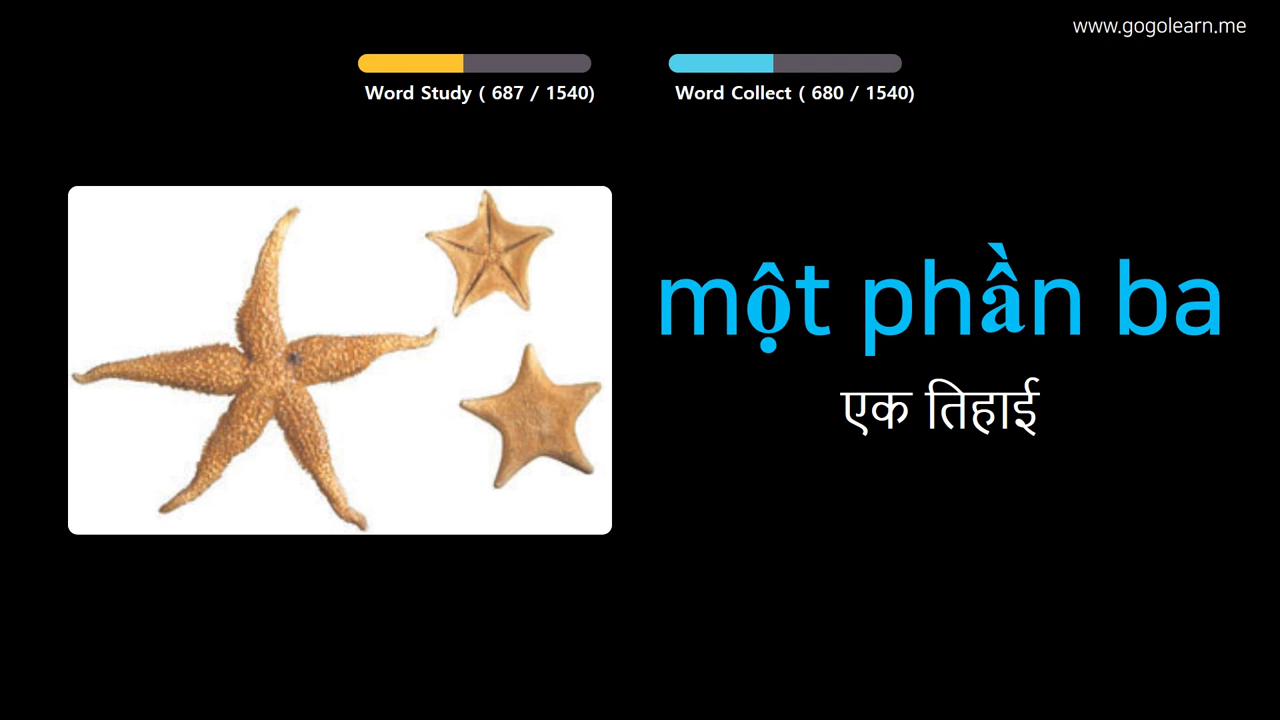 www.gogolearn.me
Word Study ( 687 / 1540)
Word Collect ( 680 / 1540)
một phần ba
एक तिहाई